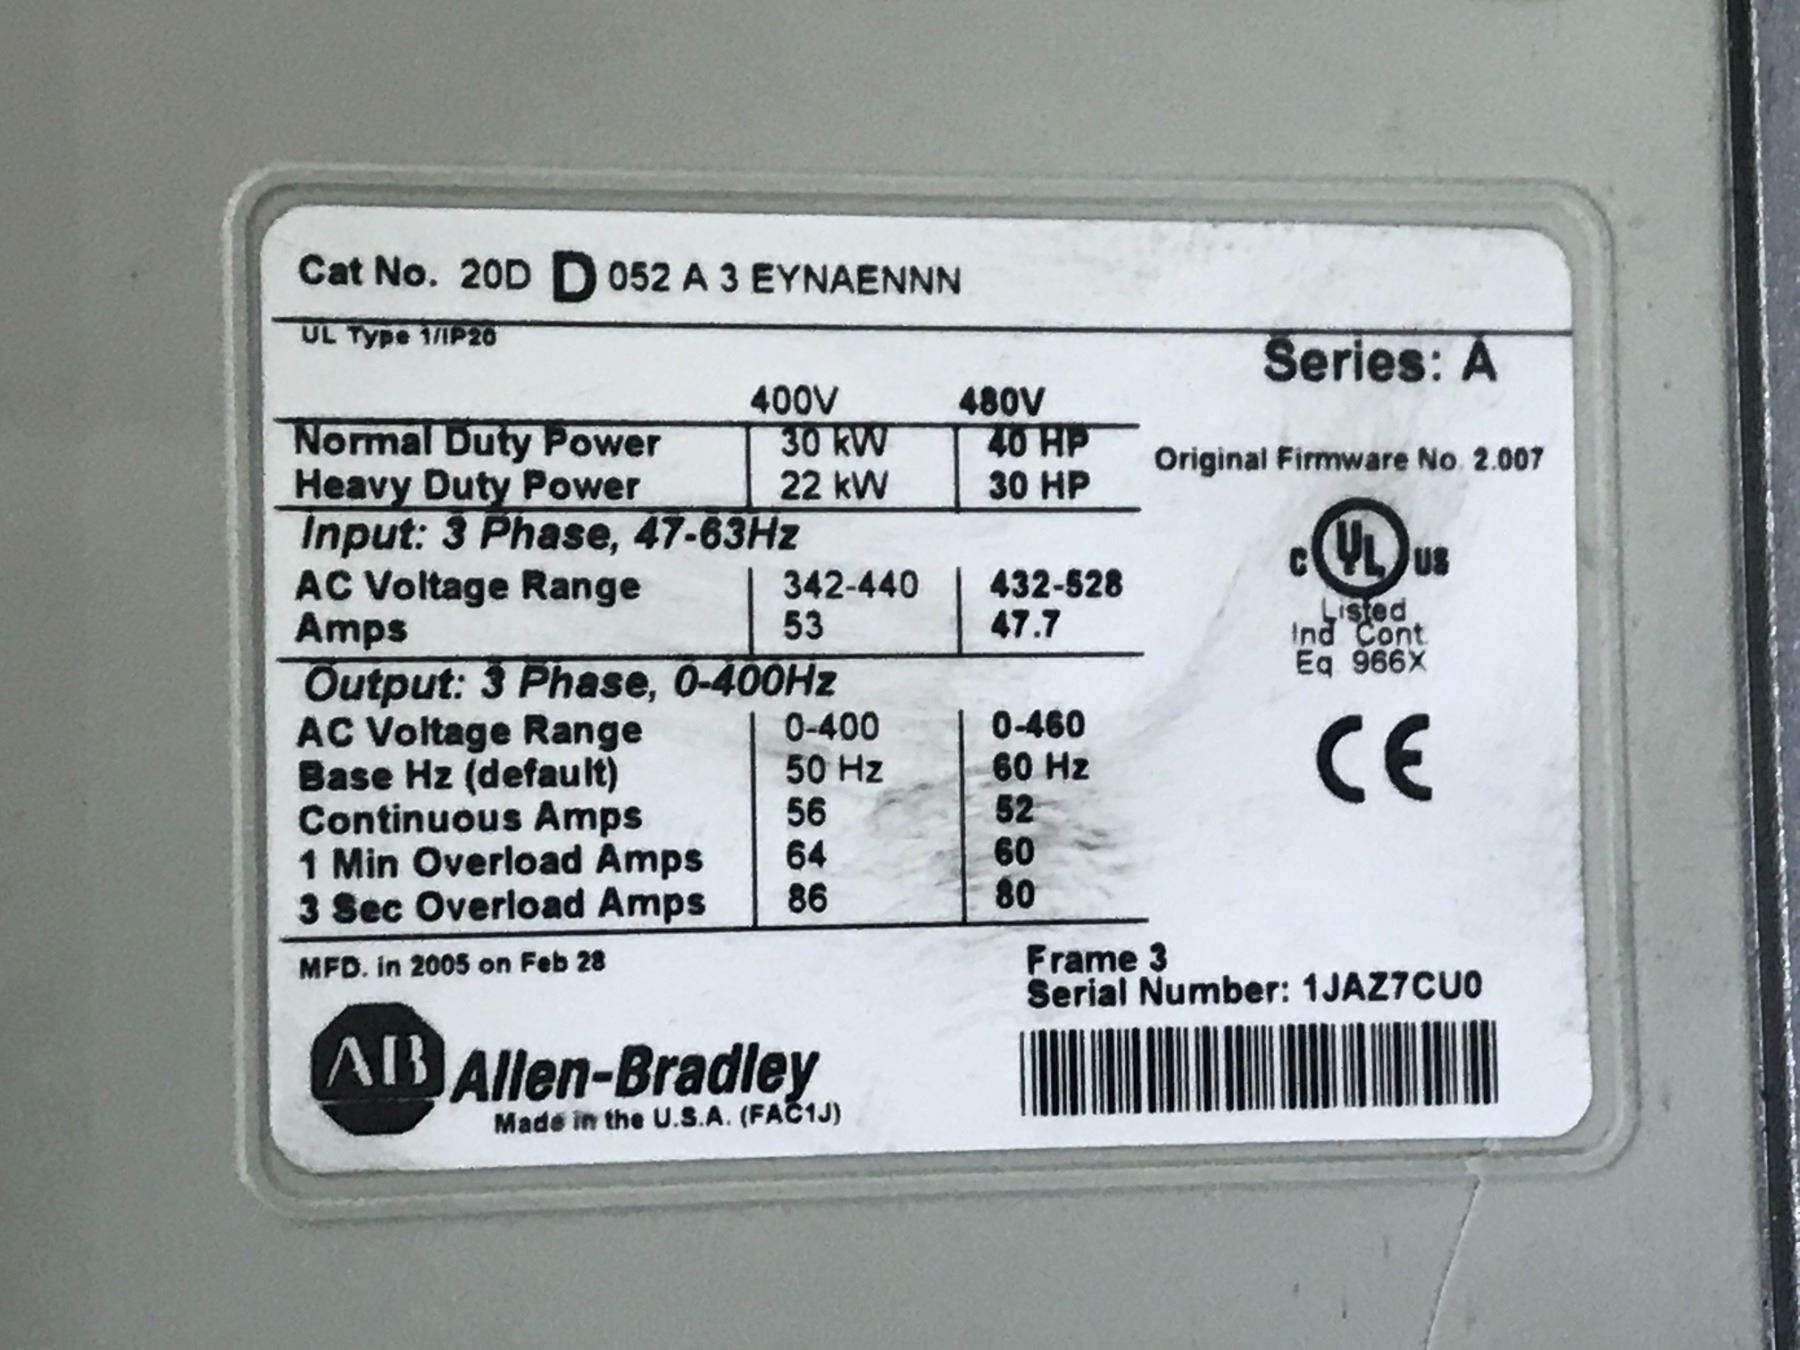 Cat No. 20D D 052 A 3 EYNAENNN
UL Type 1/IP20
Series: A
400V 480V
Normal Duty Power 30 kW 40 HP
Heavy Duty Power 22 kW 30 HP
Original Firmware No. 2.007
Input: 3 Phase, 47-63Hz
AC Voltage Range 342-440 432-528
Amps 53 47.7
C UL US
Listed
Ind Cont
Eq 966X
Output: 3 Phase, 0-400Hz
AC Voltage Range 0-400 0-460
Base Hz (default) 50 Hz 60 Hz
Continuous Amps 56 52
1 Min Overload Amps 64 60
3 Sec Overload Amps 86 80
CE
MFD. in 2005 on Feb 28
Frame 3
Serial Number: 1JAZ7CU0
AB Allen-Bradley
Made in the U.S.A. (FAC1J)